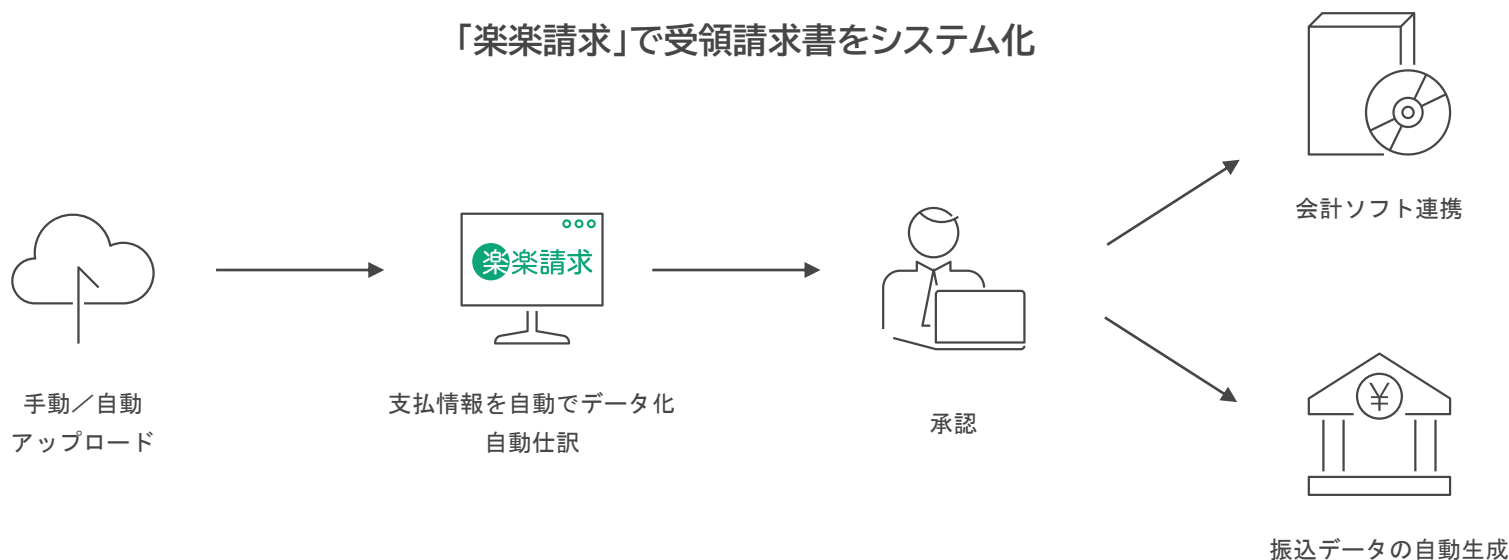 「楽楽請求」で受領請求書をシステム化
楽楽請求
手動／自動
アップロード
支払情報を自動でデータ化
自動仕訳
承認
会計ソフト連携
¥
振込データの自動生成